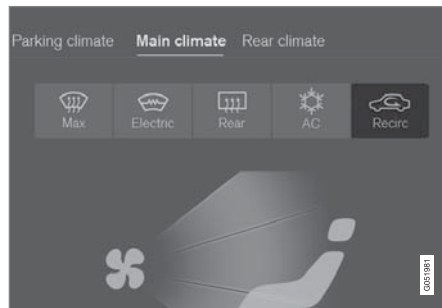 Parking climate Main climate Rear climate
Max Electric Rear AC Recirc
G051981